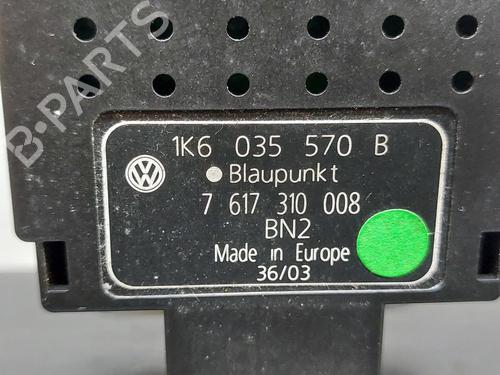 B-PARTS
1K6 035 570 B
Blaupunkt
7 617 310 008
BN2
Made in Europe
36/03